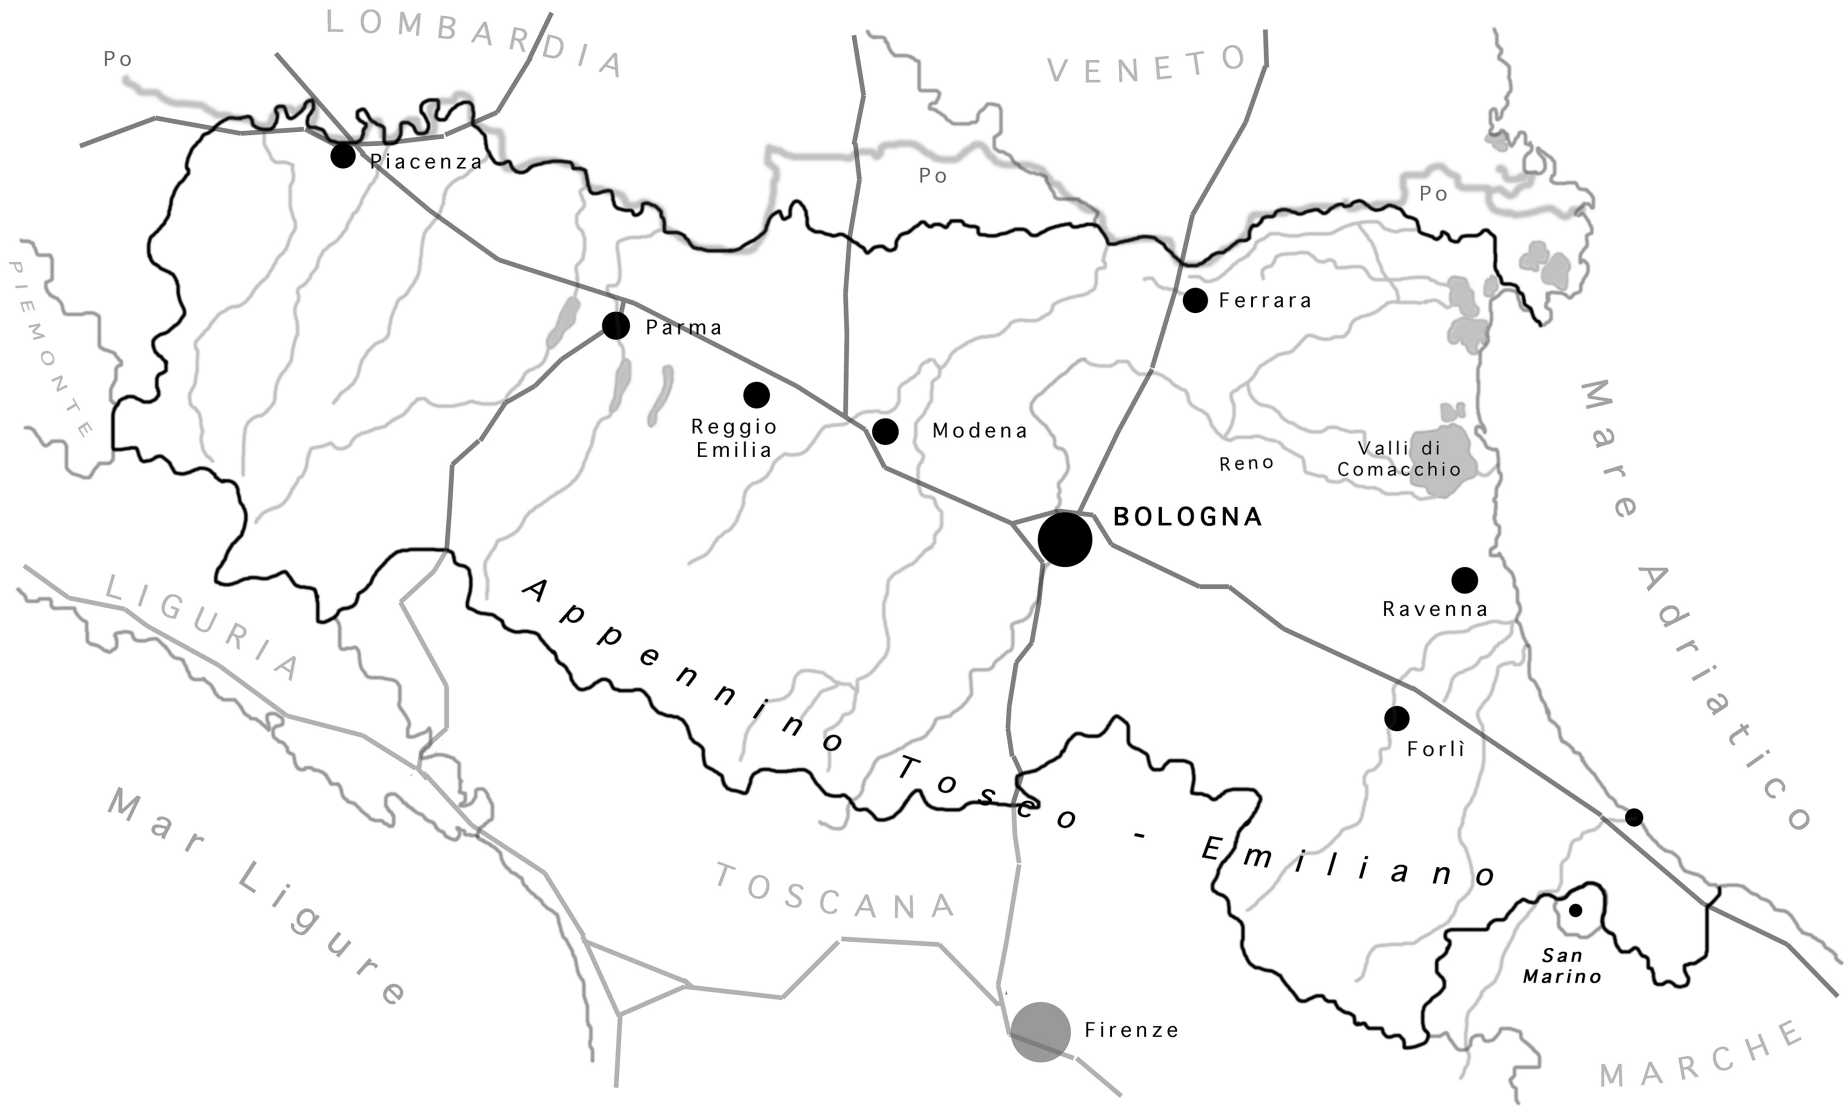 LOMBARDIA
VENETO
Po
Po
Po
Piacenza
PIEMONTE
Ferrara
Parma
Reggio
Emilia
Modena
Valli di
Comacchio
Reno
BOLOGNA
Mare Adriatico
LIGURIA
Appennino Tosco - Emiliano
Ravenna
Forlì
Mar Ligure
TOSCANA
San
Marino
Firenze
MARCHE